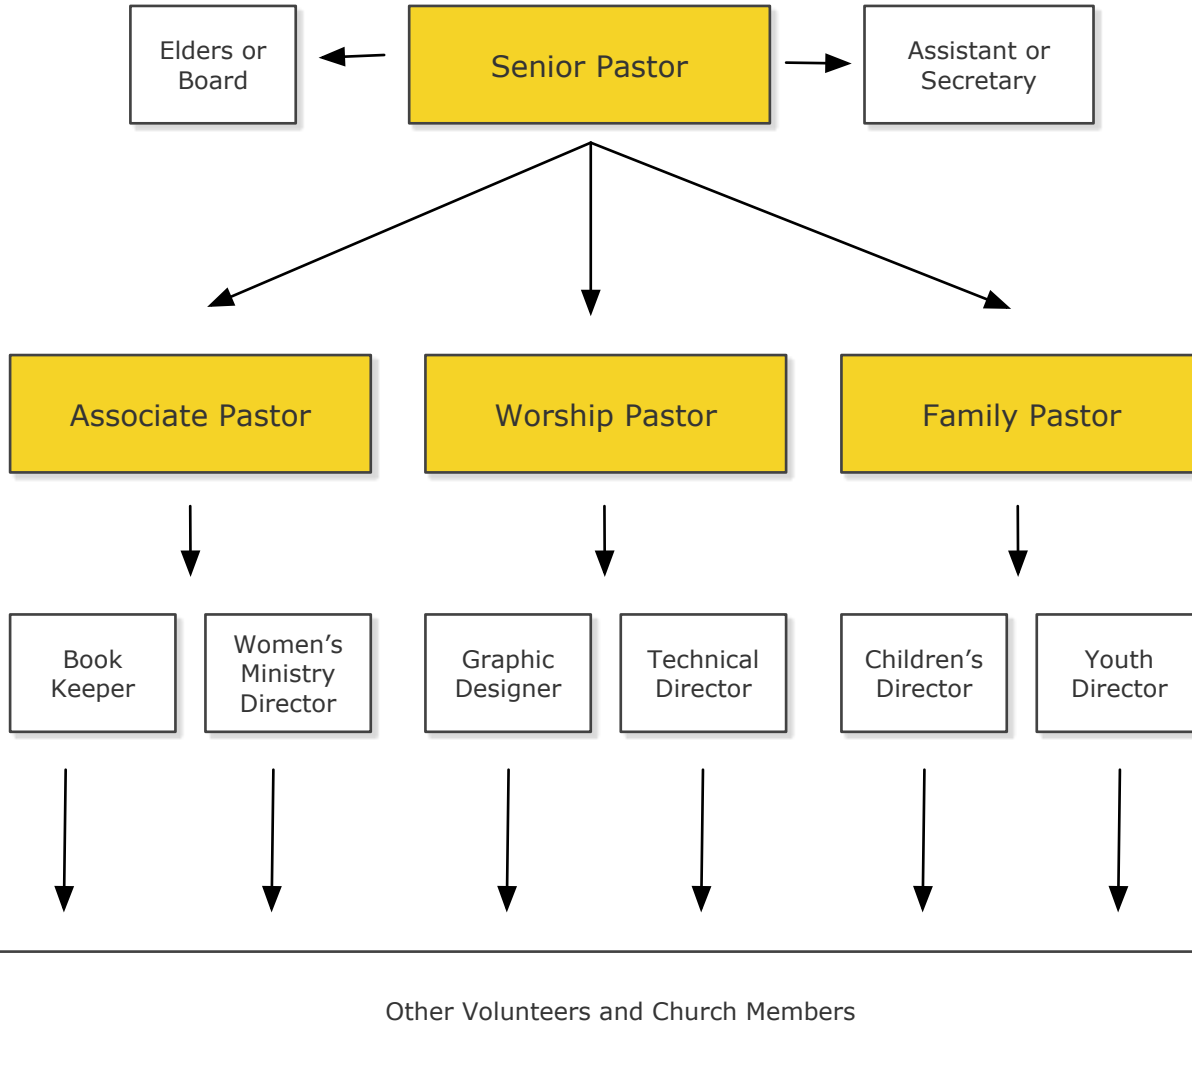 Elders or
Board
Senior Pastor
Assistant or
Secretary
Associate Pastor
Worship Pastor
Family Pastor
Book
Keeper
Women’s
Ministry
Director
Graphic
Designer
Technical
Director
Children’s
Director
Youth
Director
Other Volunteers and Church Members